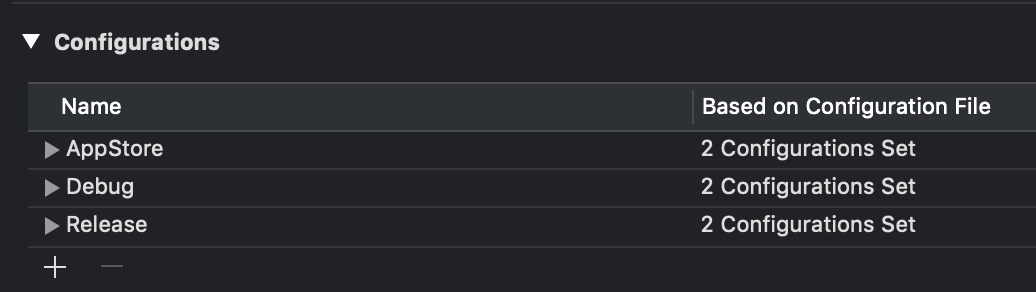 Configurations
Name Based on Configuration File
AppStore 2 Configurations Set
Debug 2 Configurations Set
Release 2 Configurations Set